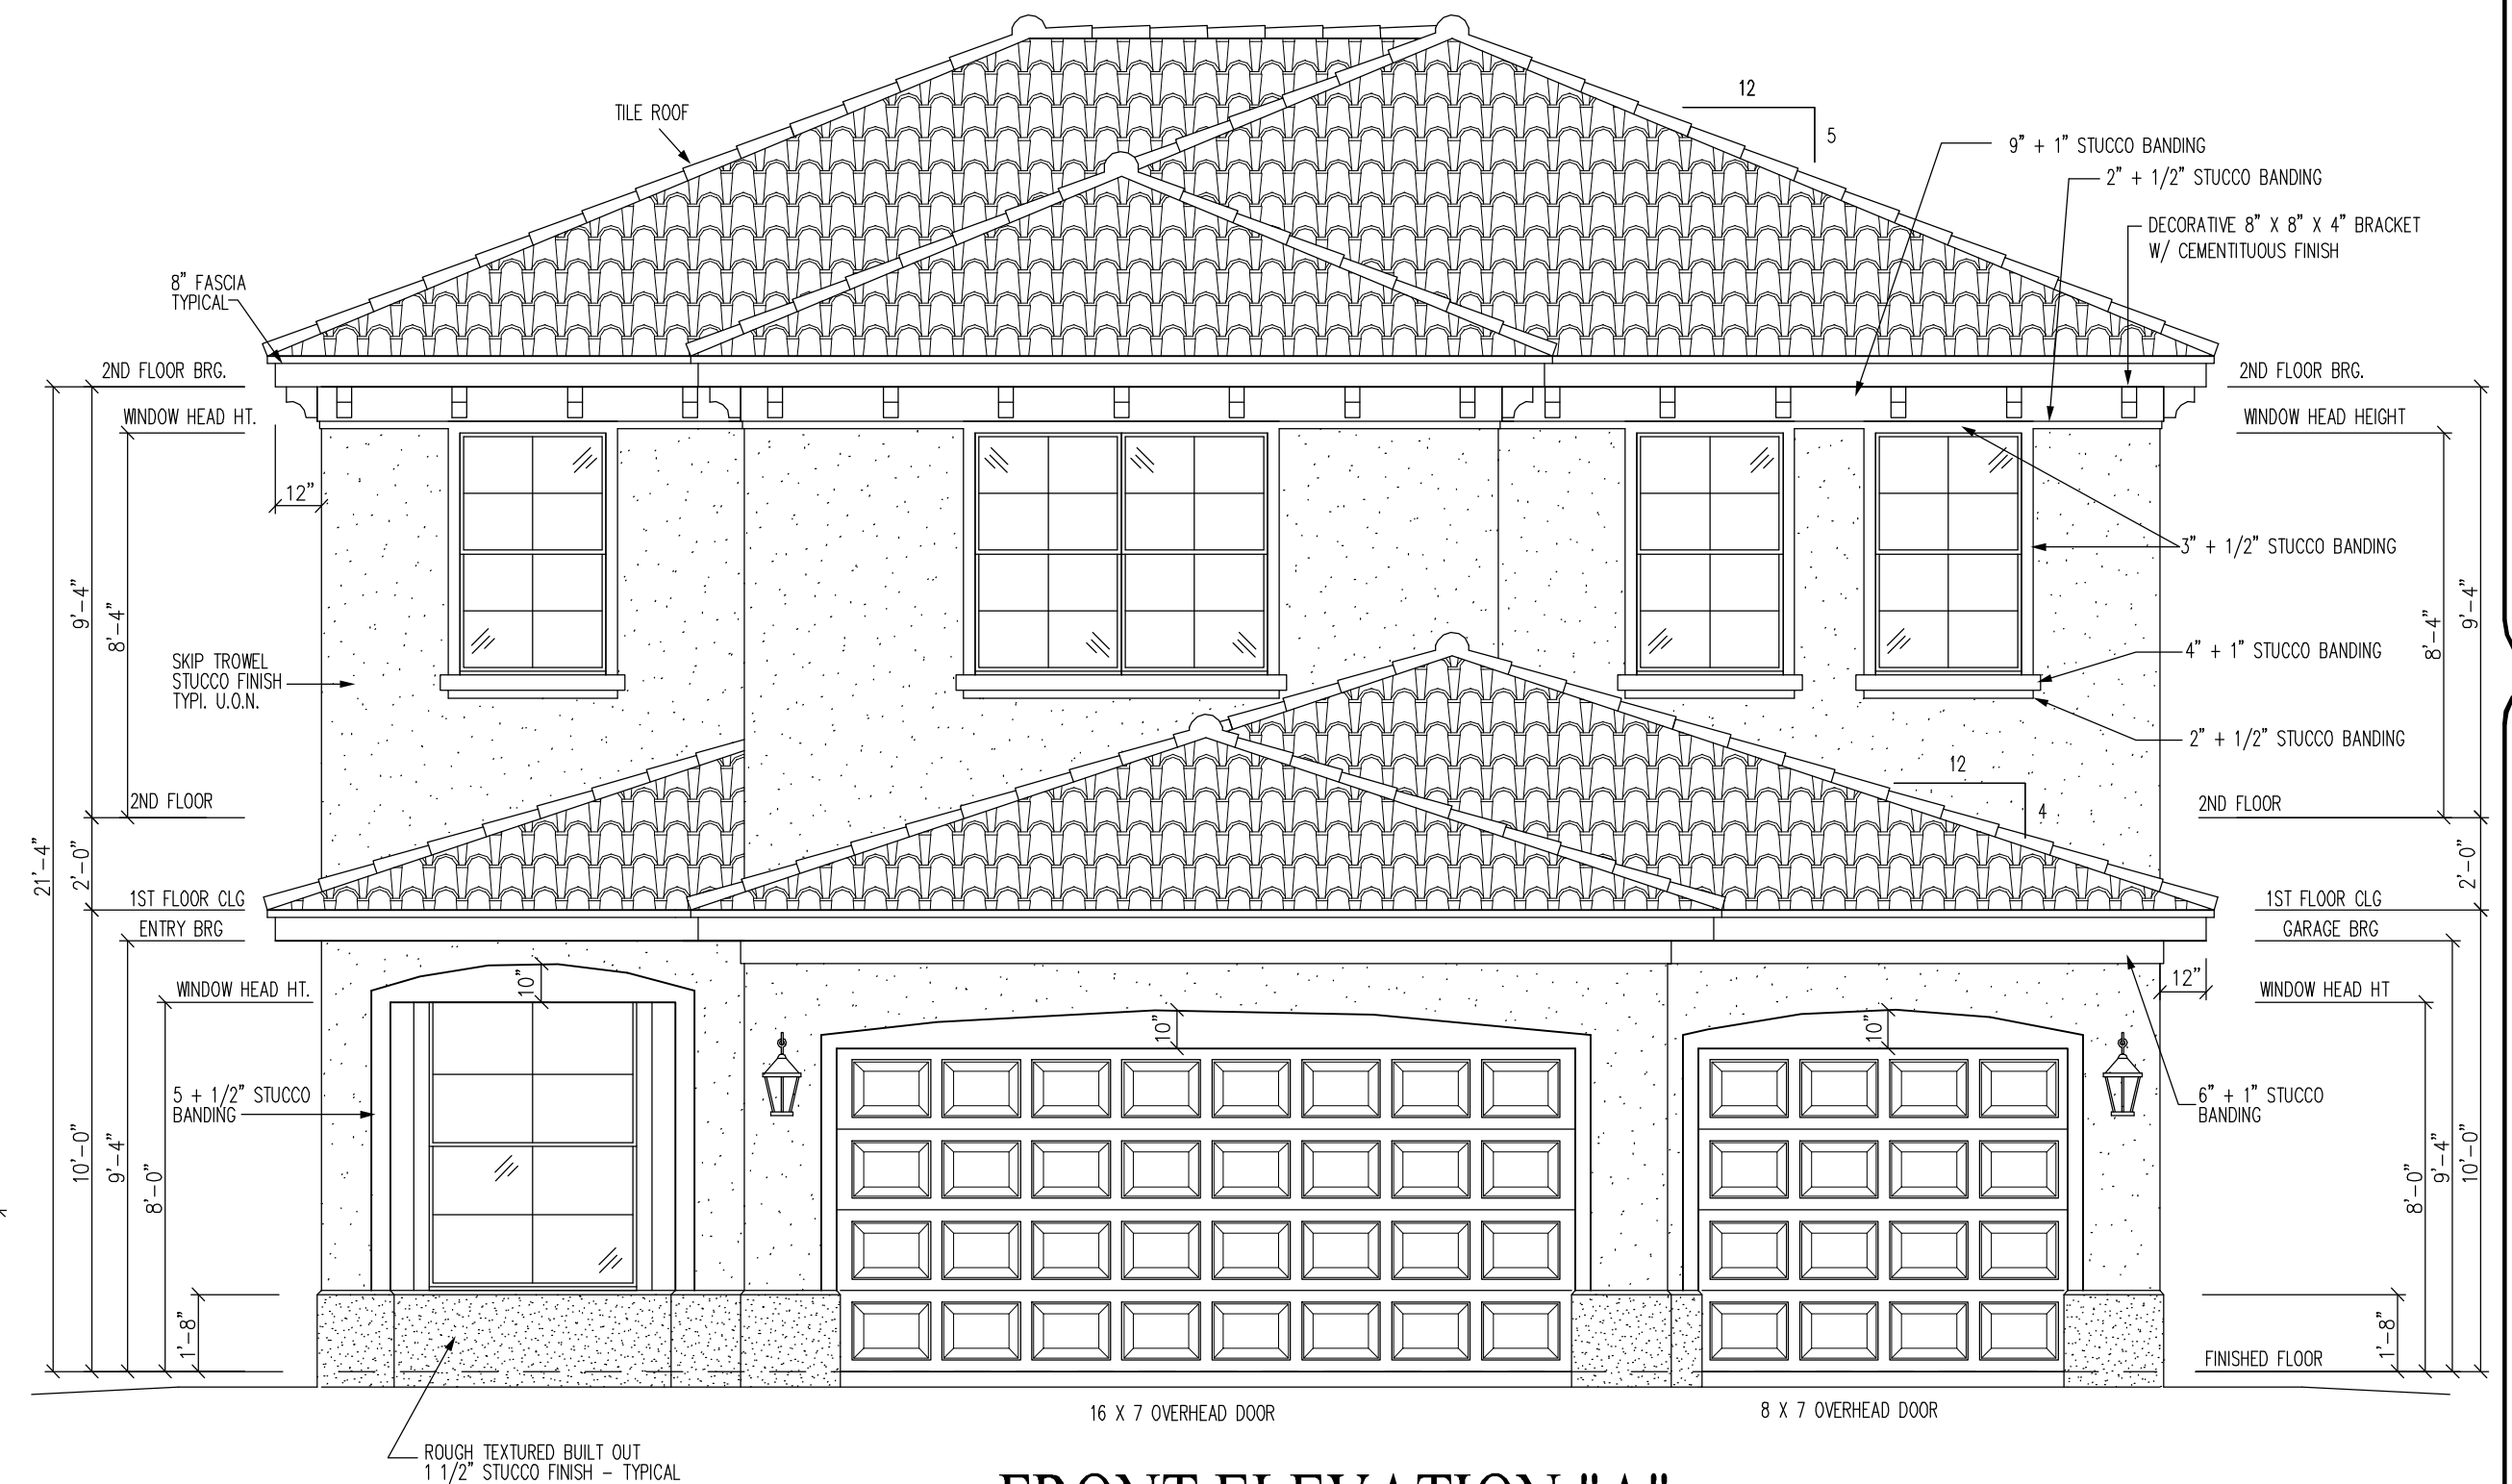 12
5
TILE ROOF
9" + 1" STUCCO BANDING
2" + 1/2" STUCCO BANDING
DECORATIVE 8" X 8" X 4" BRACKET
W/ CEMENTITUOUS FINISH
8" FASCIA
TYPICAL
2ND FLOOR BRG.
2ND FLOOR BRG.
WINDOW HEAD HT.
WINDOW HEAD HEIGHT
12"
3" + 1/2" STUCCO BANDING
9'-4"
8'-4"
8'-4"
9'-4"
SKIP TROWEL
STUCCO FINISH
TYPI. U.O.N.
4" + 1" STUCCO BANDING
2" + 1/2" STUCCO BANDING
12
4
2ND FLOOR
2ND FLOOR
21'-4"
2'-0"
2'-0"
1ST FLOOR CLG
1ST FLOOR CLG
ENTRY BRG
GARAGE BRG
10"
12"
WINDOW HEAD HT.
WINDOW HEAD HT
10"
10"
5 + 1/2" STUCCO
BANDING
6" + 1" STUCCO
BANDING
10'-0"
9'-4"
8'-0"
8'-0"
9'-4"
10'-0"
1'-8"
1'-8"
FINISHED FLOOR
16 X 7 OVERHEAD DOOR
8 X 7 OVERHEAD DOOR
ROUGH TEXTURED BUILT OUT
1 1/2" STUCCO FINISH - TYPICAL
FRONT ELEVATION "A"